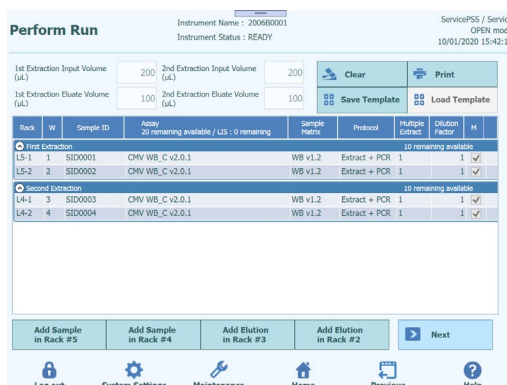 Perform Run
Instrument Name : 2006B0001
Instrument Status : READY
ServicePSS / Servic
OPEN mod
10/01/2020 15:42:1
1st Extraction Input Volume (µL)
200
2nd Extraction Input Volume (µL)
200
Clear
Print
1st Extraction Eluate Volume (µL)
100
2nd Extraction Eluate Volume (µL)
100
Save Template
Load Template
Rack W Sample ID Assay 20 remaining available / LIS : 0 remaining Sample Matrix Protocol Multiple Extract Dilution Factor M
First Extraction 10 remaining available
L5-1 1 SID0001 CMV WB_C v2.0.1 WB v1.2 Extract + PCR 1 1
L5-2 2 SID0002 CMV WB_C v2.0.1 WB v1.2 Extract + PCR 1 1
Second Extraction 10 remaining available
L4-1 3 SID0003 CMV WB_C v2.0.1 WB v1.2 Extract + PCR 1 1
L4-2 4 SID0004 CMV WB_C v2.0.1 WB v1.2 Extract + PCR 1 1
Add Sample in Rack #5
Add Sample in Rack #4
Add Elution in Rack #3
Add Elution in Rack #2
Next
Log out
System Settings
Maintenance
Home
Previous
Help